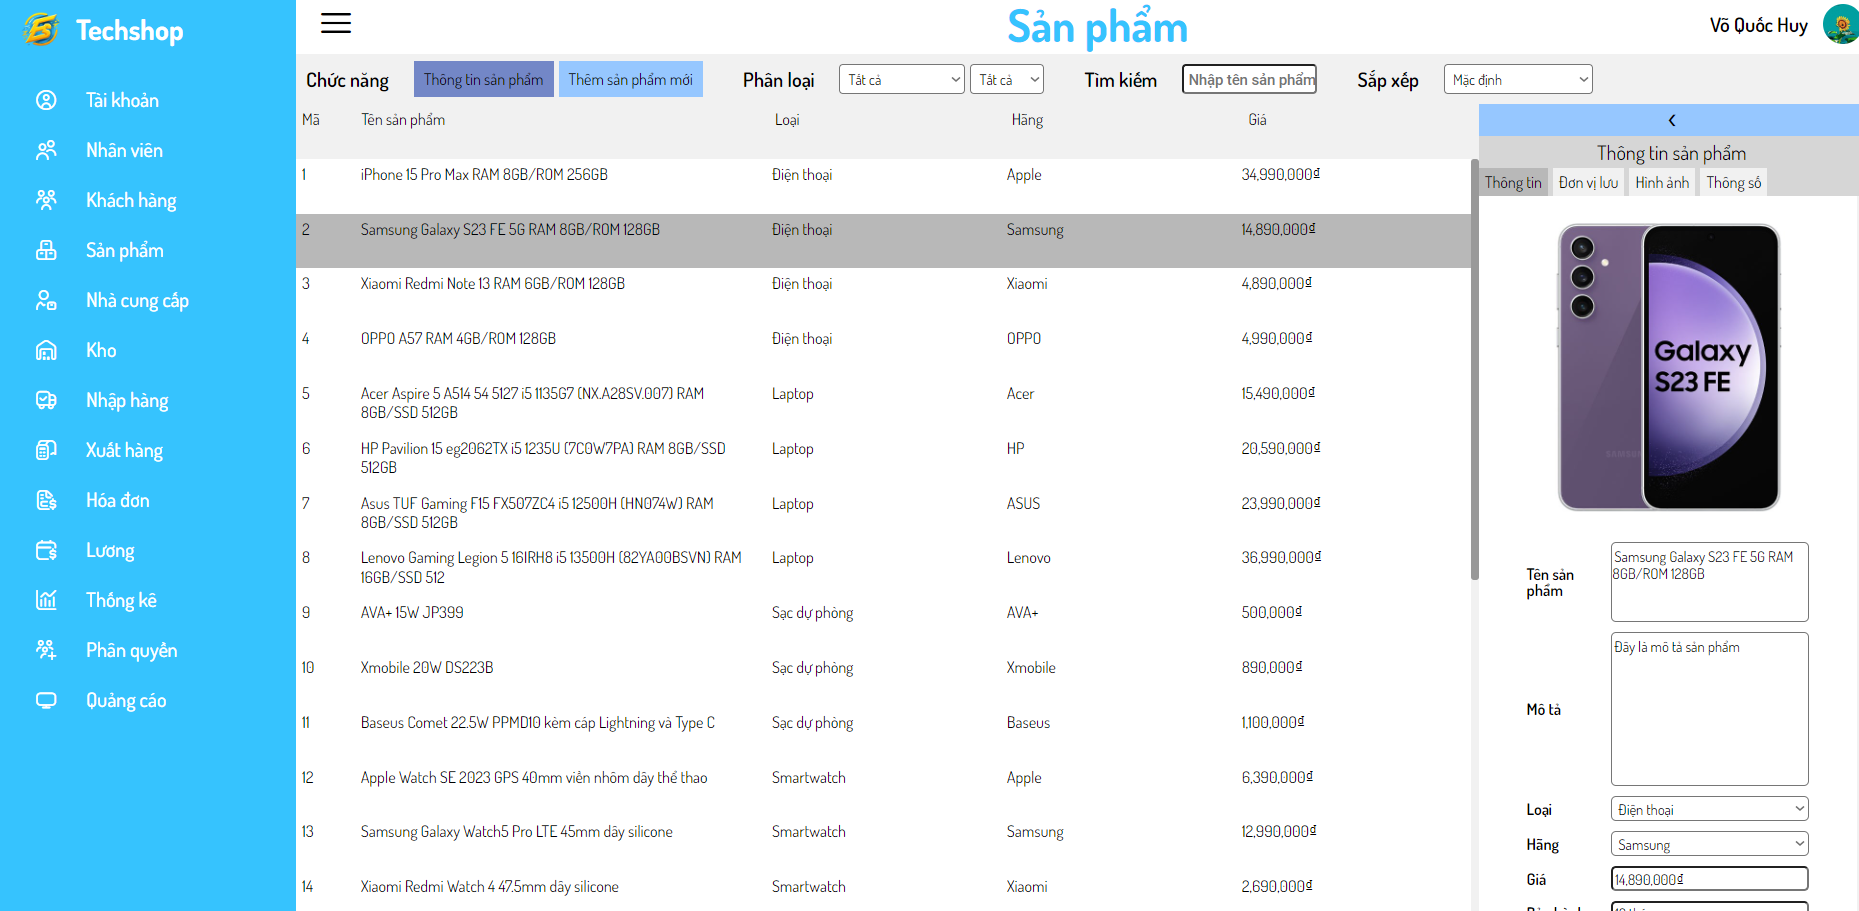 Techshop
Sản phẩm
Võ Quốc Huy
Tài khoản
Nhân viên
Khách hàng
Sản phẩm
Nhà cung cấp
Kho
Nhập hàng
Xuất hàng
Hóa đơn
Lương
Thống kê
Phân quyền
Quảng cáo
Chức năng Thông tin sản phẩm Thêm sản phẩm mới Phân loại Tất cả Tất cả Tìm kiếm Nhập tên sản phẩm Sắp xếp Mặc định
Mã Tên sản phẩm Loại Hãng Giá
1 iPhone 15 Pro Max RAM 8GB/ROM 256GB Điện thoại Apple 34,990,000₫
2 Samsung Galaxy S23 FE 5G RAM 8GB/ROM 128GB Điện thoại Samsung 14,890,000₫
3 Xiaomi Redmi Note 13 RAM 6GB/ROM 128GB Điện thoại Xiaomi 4,890,000₫
4 OPPO A57 RAM 4GB/ROM 128GB Điện thoại OPPO 4,990,000₫
5 Acer Aspire 5 A514 54 5127 i5 1135G7 (NX.A28SV.007) RAM Laptop Acer 15,490,000₫
8GB/SSD 512GB
6 HP Pavilion 15 eg2062TX i5 1235U (7C0W7PA) RAM 8GB/SSD Laptop HP 20,590,000₫
512GB
7 Asus TUF Gaming F15 FX507ZC4 i5 12500H (HN074W) RAM Laptop ASUS 23,990,000₫
8GB/SSD 512GB
8 Lenovo Gaming Legion 5 16IRH8 i5 13500H (82YA00BSVN) RAM Laptop Lenovo 36,990,000₫
16GB/SSD 512
9 AVA+ 15W JP399 Sạc dự phòng AVA+ 500,000₫
10 Xmobile 20W DS223B Sạc dự phòng Xmobile 890,000₫
11 Baseus Comet 22.5W PPMD10 kèm cáp Lightning và Type C Sạc dự phòng Baseus 1,100,000₫
12 Apple Watch SE 2023 GPS 40mm viền nhôm dây thể thao Smartwatch Apple 6,390,000₫
13 Samsung Galaxy Watch5 Pro LTE 45mm dây silicone Smartwatch Samsung 12,990,000₫
14 Xiaomi Redmi Watch 4 47.5mm dây silicone Smartwatch Xiaomi 2,690,000₫
Thông tin sản phẩm
Thông tin Đơn vị lưu Hình ảnh Thông số
Galaxy
S23 FE
SAMSUNG
Tên sản phẩm
Samsung Galaxy S23 FE 5G RAM
8GB/ROM 128GB
Mô tả
Đây là mô tả sản phẩm
Loại Điện thoại
Hãng Samsung
Giá 14,890,000₫